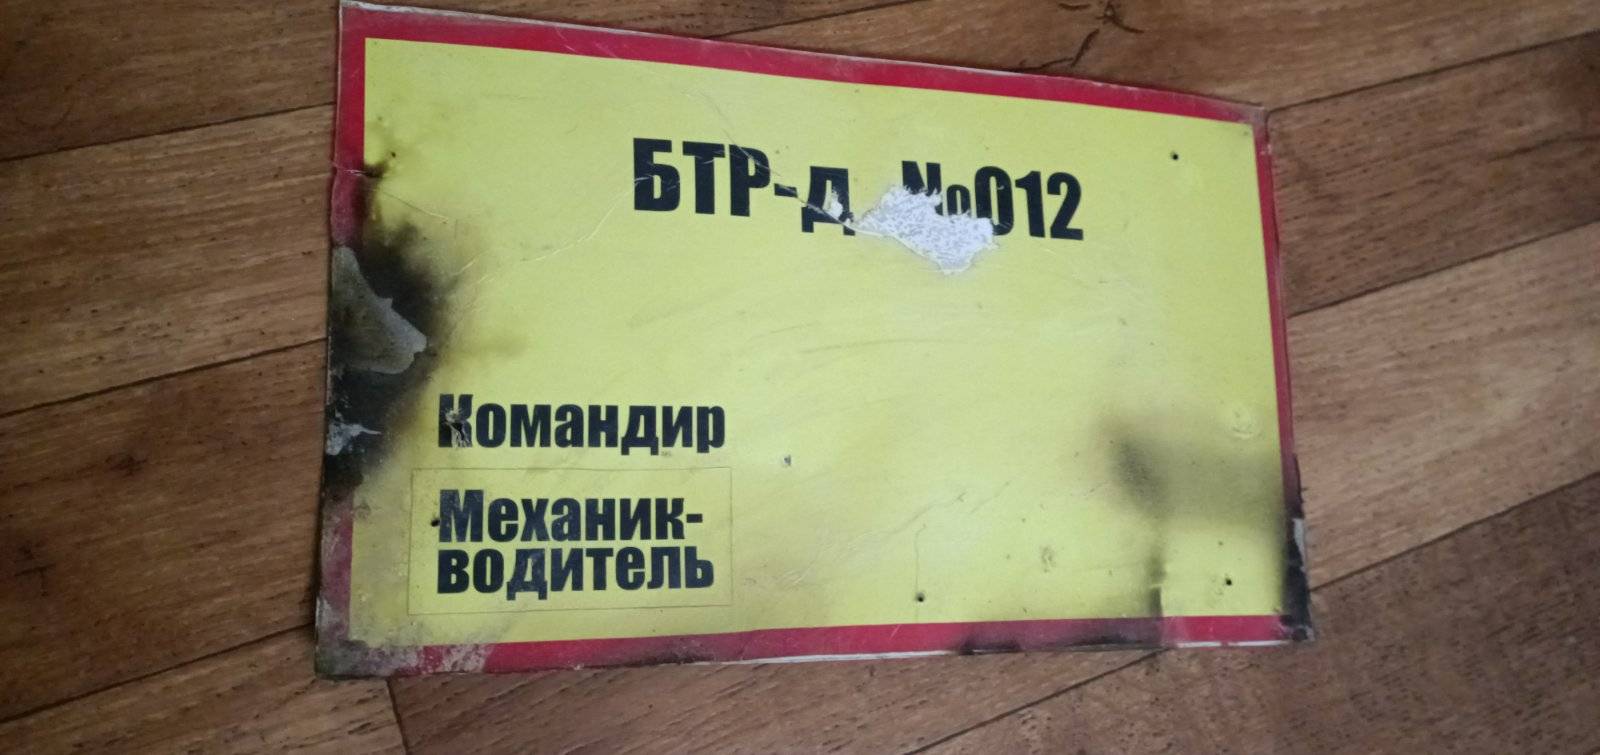 БТР-д №012
Командир
Механик-
водитель